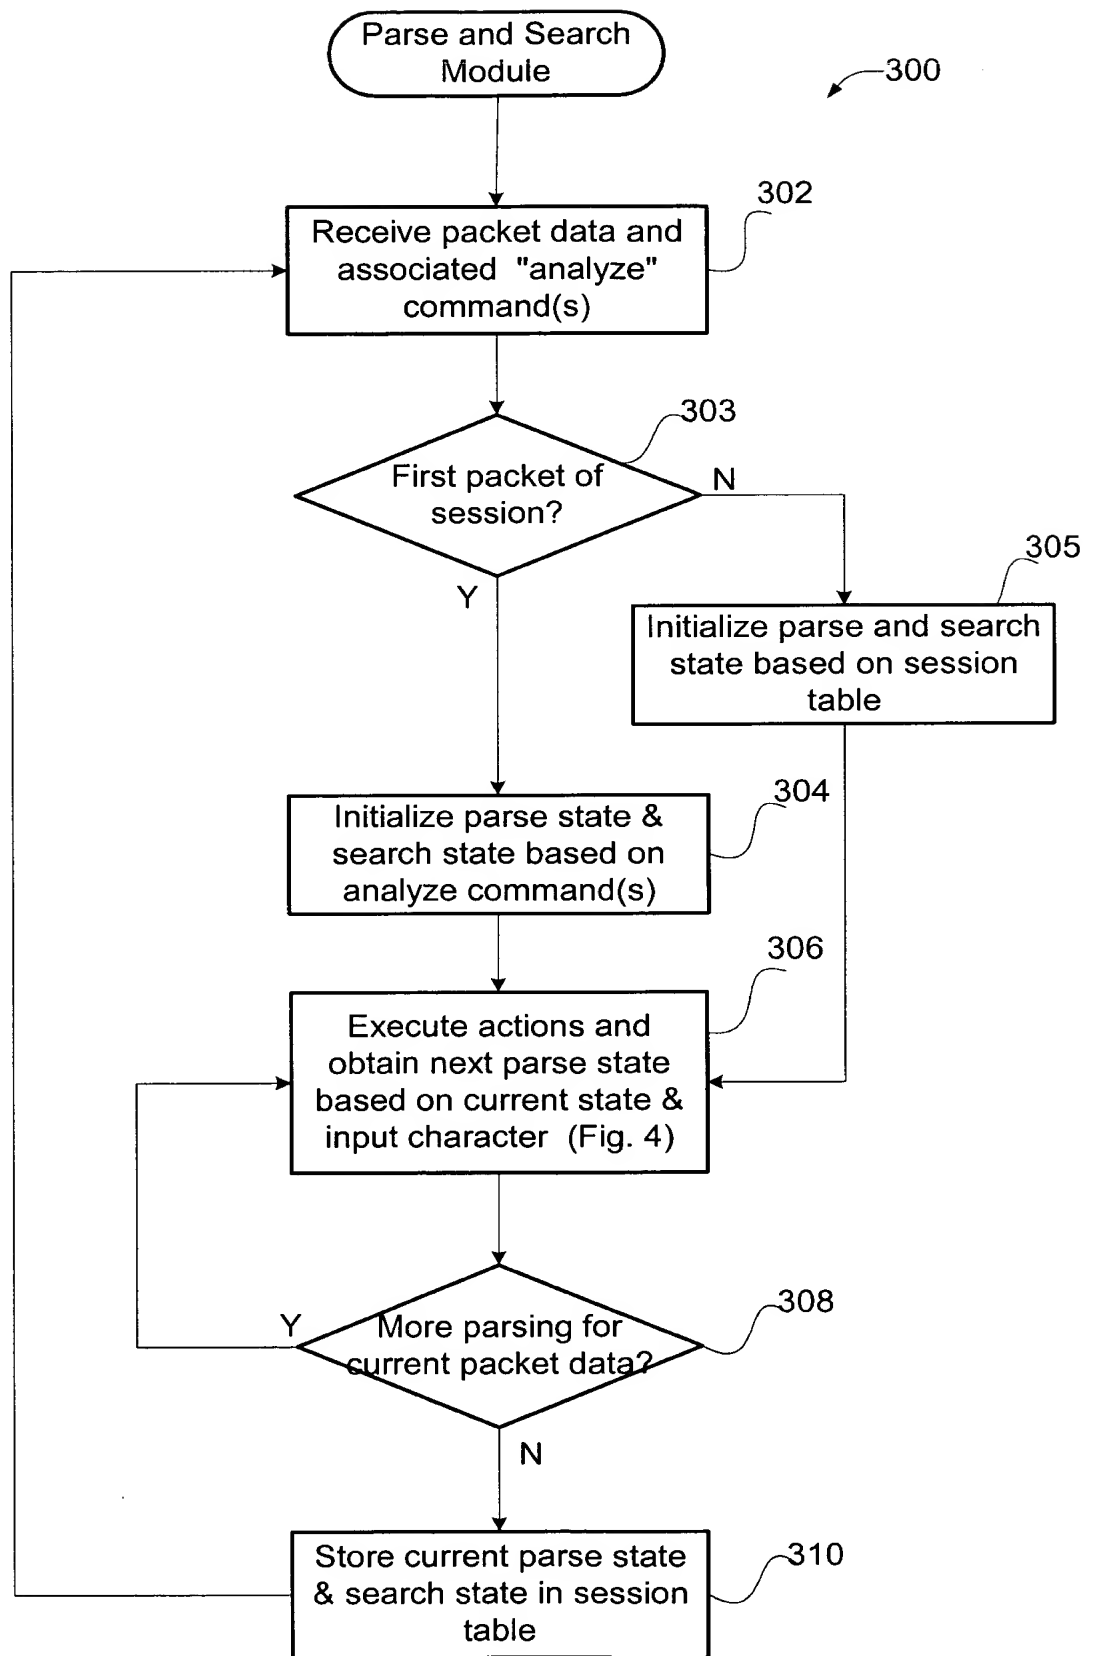 Parse and Search
Module
300
302
Receive packet data and
associated "analyze"
command(s)
303
First packet of
session?
N
Y
305
Initialize parse and search
state based on session
table
304
Initialize parse state &
search state based on
analyze command(s)
306
Execute actions and
obtain next parse state
based on current state &
input character (Fig. 4)
308
Y
More parsing for
current packet data?
N
310
Store current parse state
& search state in session
table